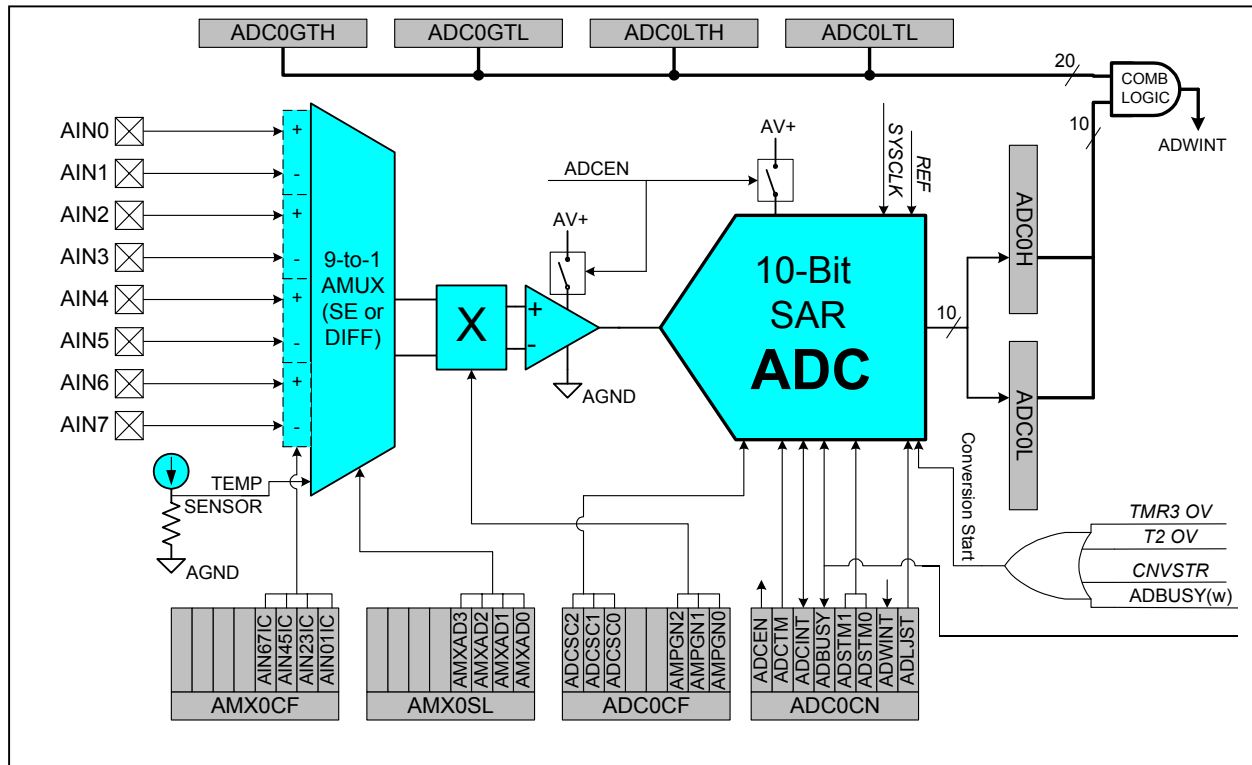 ADC0GTH
ADC0GTL
ADC0LTH
ADC0LTL
20
COMB
LOGIC
10
ADWINT
AIN0
AIN1
AIN2
AIN3
AIN4
AIN5
AIN6
AIN7
+
-
+
-
+
-
+
-
9-to-1
AMUX
(SE or
DIFF)
TEMP
SENSOR
AGND
X
+
-
AV+
AGND
ADCEN
AV+
SYSCLK
REF
10-Bit
SAR
ADC
10
ADC0H
ADC0L
Conversion Start
TMR3 OV
T2 OV
CNVSTR
ADBUSY(w)
AIN67IC
AIN45IC
AIN23IC
AIN01IC
AMX0CF
AMXAD3
AMXAD2
AMXAD1
AMXAD0
AMX0SL
ADCSC2
ADCSC1
ADCSC0
AMPGN2
AMPGN1
AMPGN0
ADC0CF
ADCEN
ADCTM
ADCINT
ADBUSY
ADSTM1
ADSTM0
ADWINT
ADLJST
ADC0CN